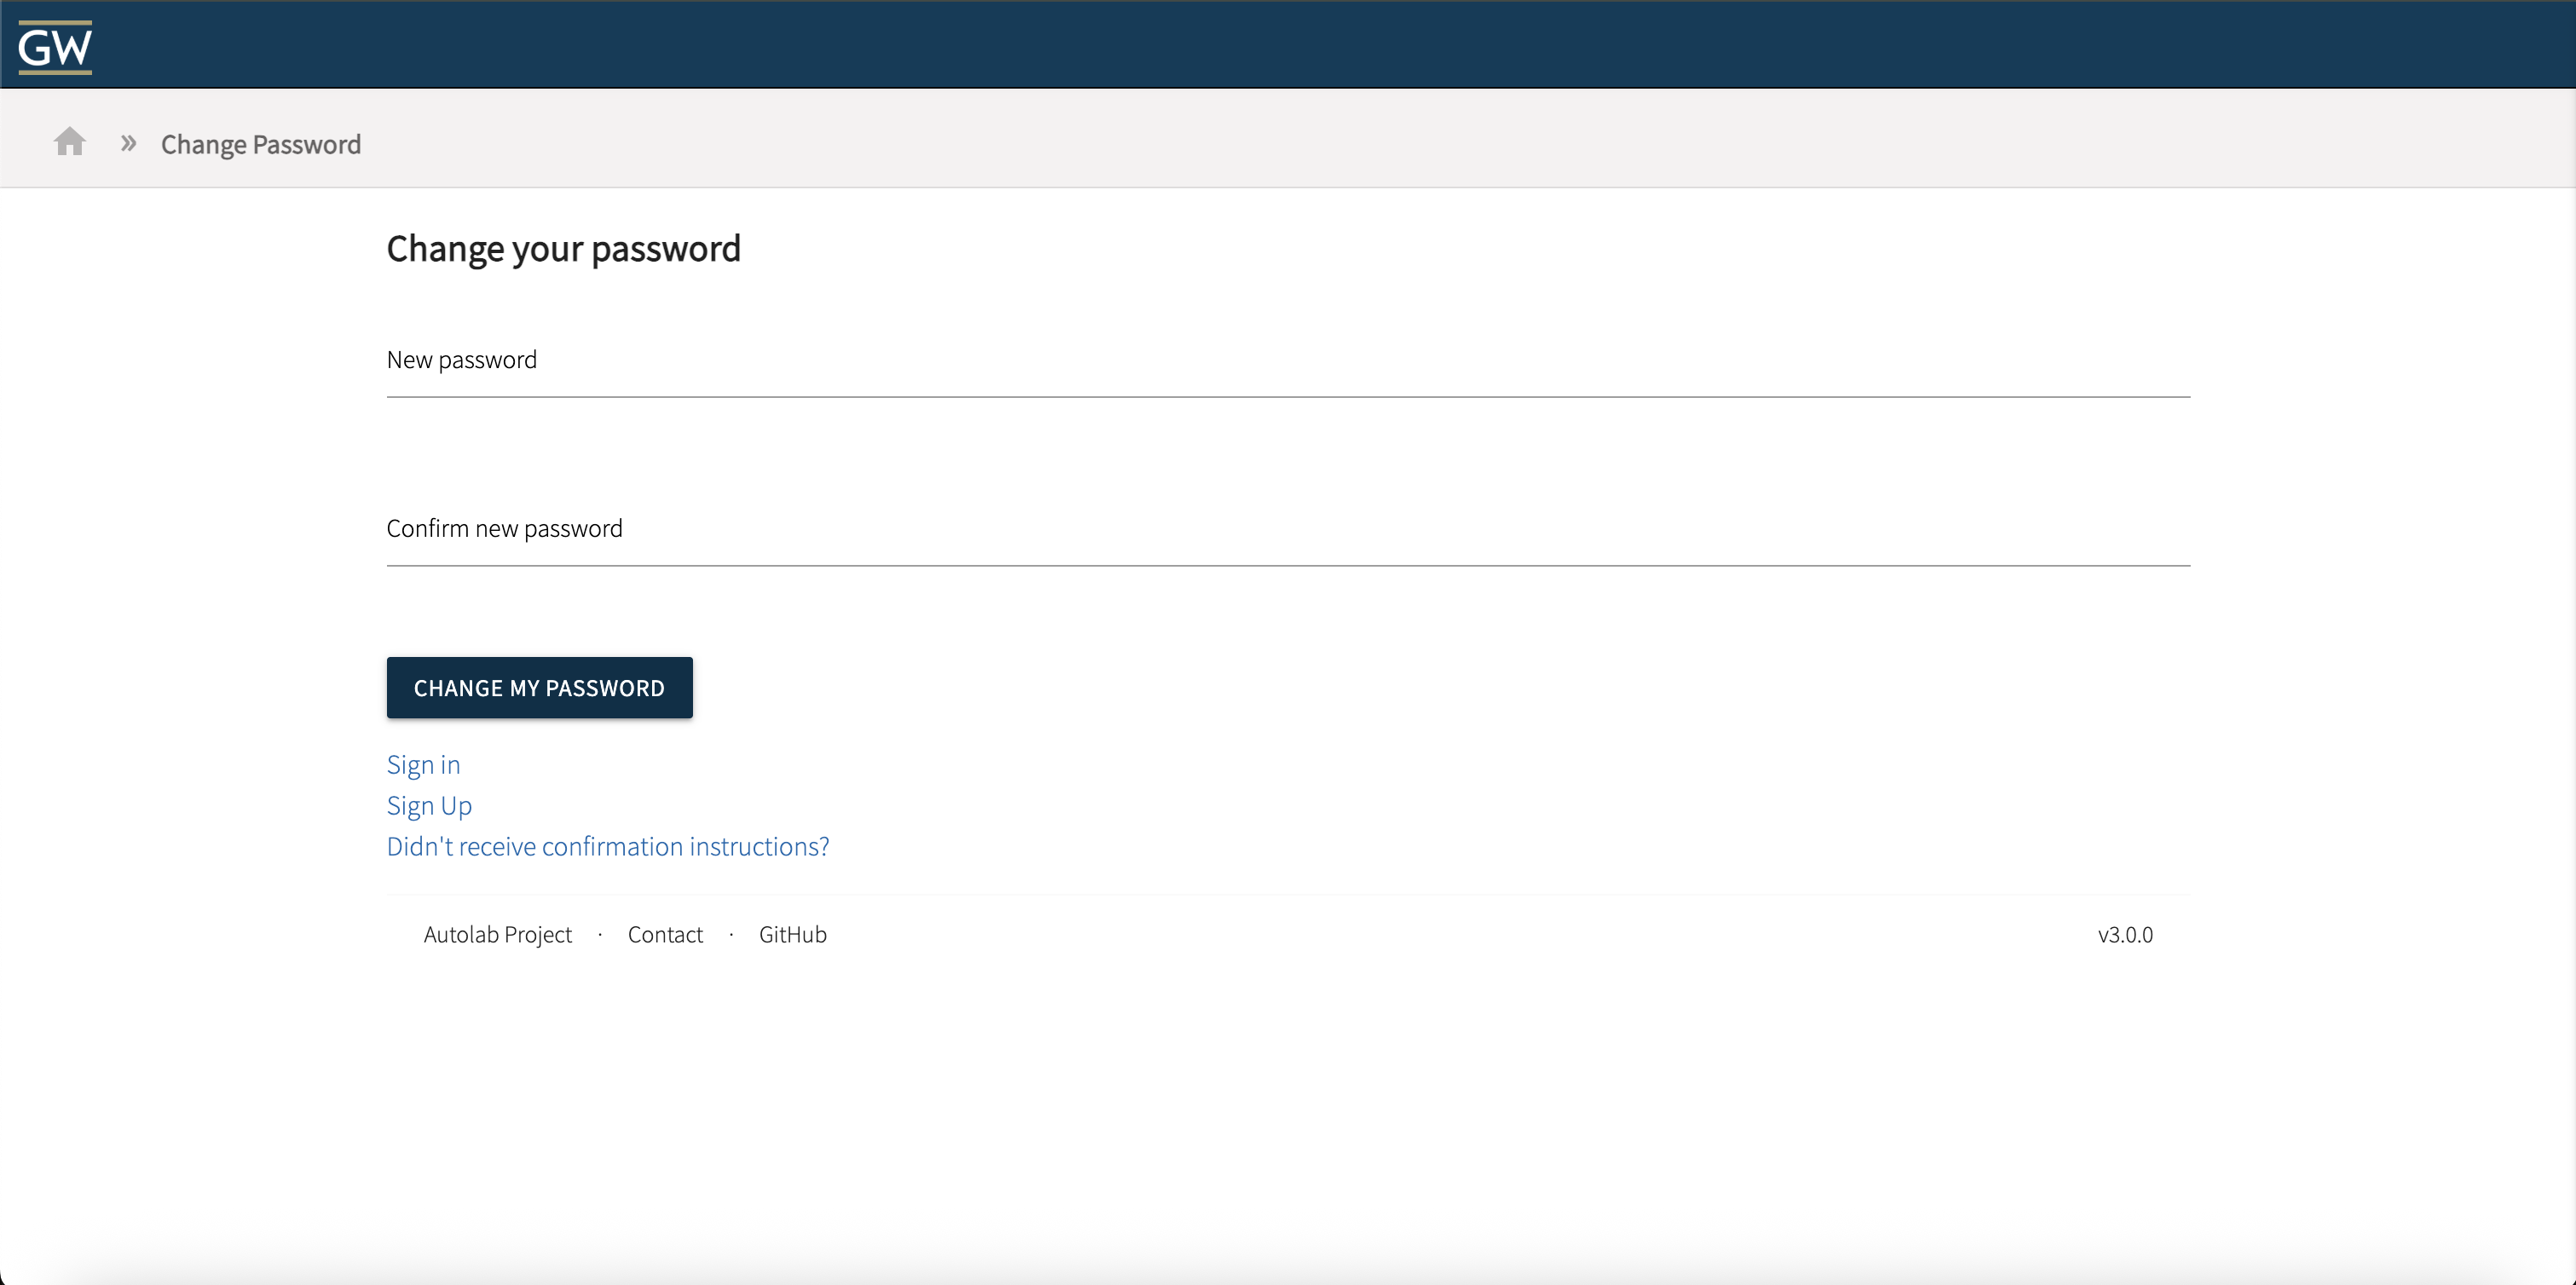 GW
» Change Password
Change your password
New password
Confirm new password
CHANGE MY PASSWORD
Sign in
Sign Up
Didn't receive confirmation instructions?
Autolab Project · Contact · GitHub v3.0.0